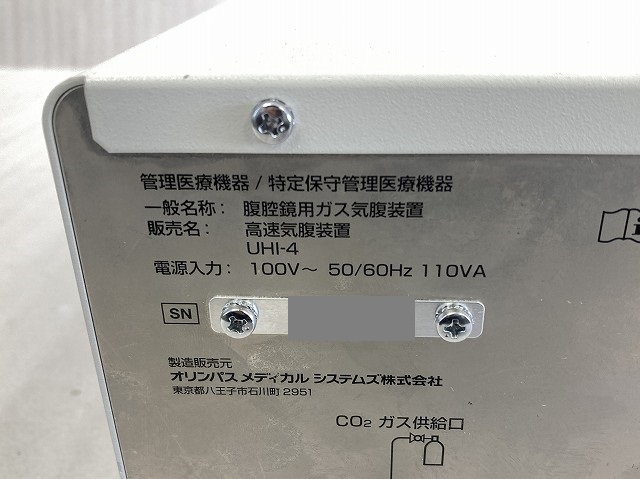 管理医療機器 / 特定保守管理医療機器
一般名称： 腹腔鏡用ガス気腹装置
販売名： 高速気腹装置
UHI-4
電源入力： 100V～ 50/60Hz 110VA
SN
製造販売元
オリンパス メディカル システムズ株式会社
東京都八王子市石川町 2951
CO₂ ガス供給口